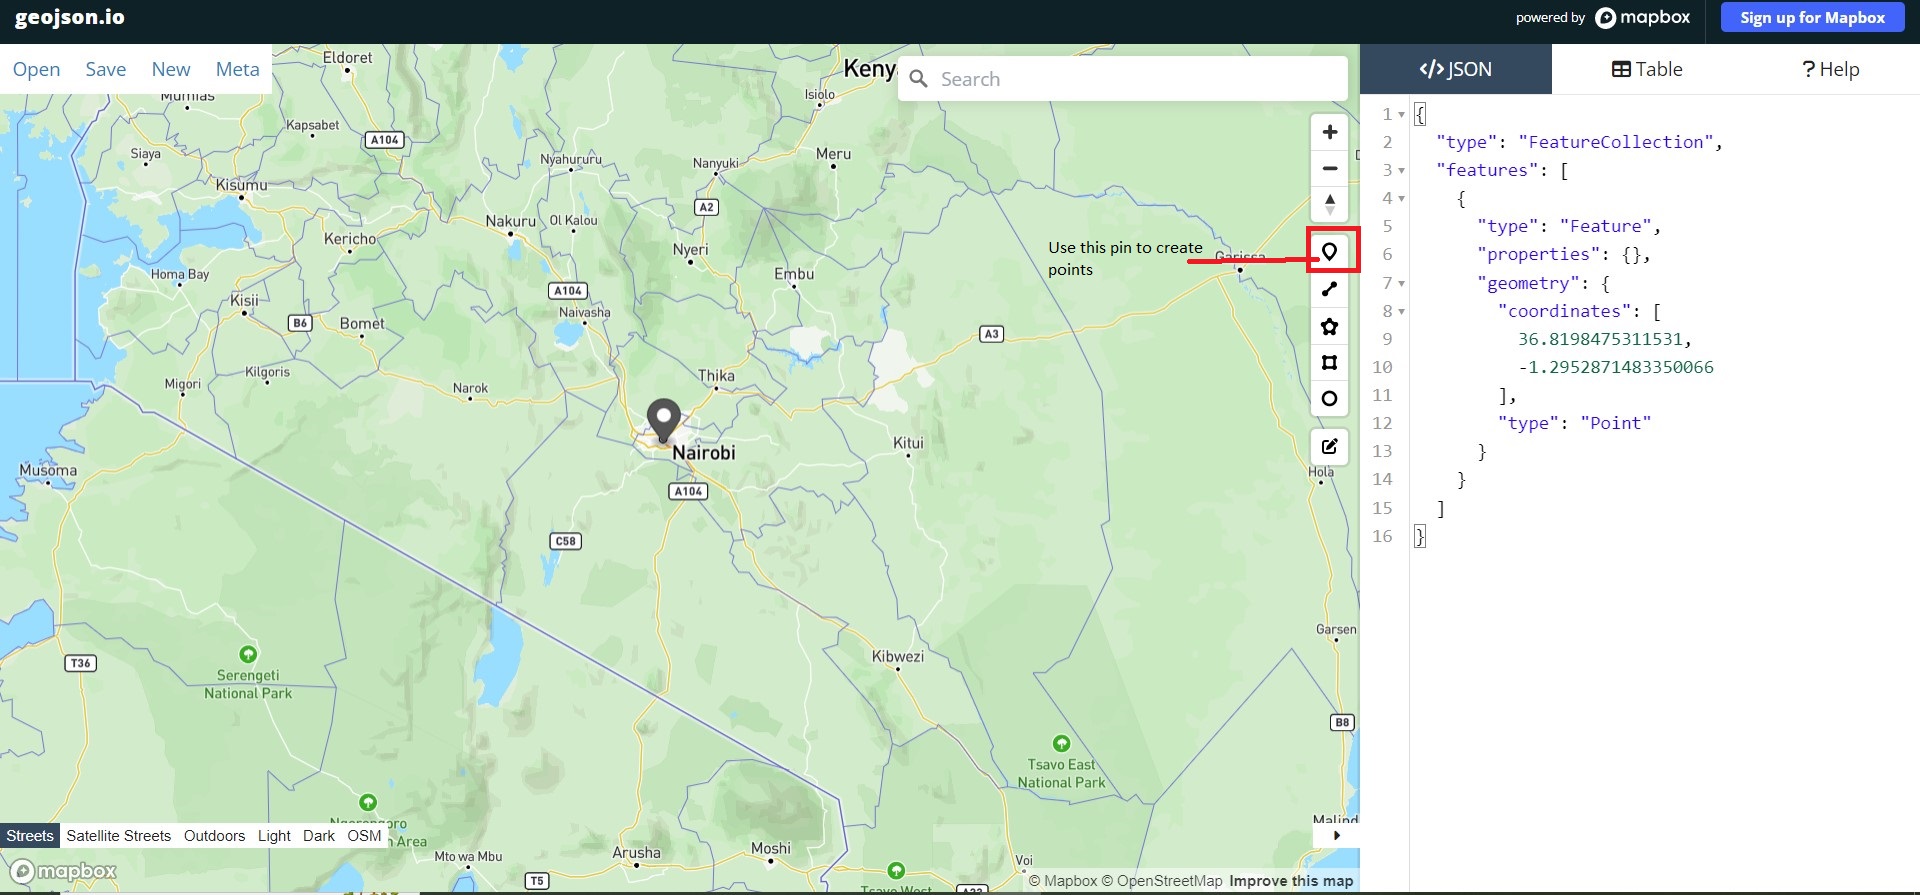 geojson.io
powered by mapbox
Sign up for Mapbox
Open Save New Meta
Search
</>JSON
Table
? Help
Eldoret
Kenya
Mumias
Isiolo
Kapsabet
A104
Siaya
Nyahururu
Nanyuki
Meru
Kisumu
A2
Nakuru
Ol Kalou
Kericho
Nyeri
Use this pin to create
points
Garissa
Homa Bay
Embu
A104
Kisii
Naivasha
B6
Bomet
A3
Kilgoris
Thika
Migori
Narok
Kitui
Nairobi
Musoma
Hola
A104
C58
Garsen
Kibwezi
T36
Serengeti
National Park
B8
Tsavo East
National Park
Malind
Streets Satellite Streets Outdoors Light Dark OSM
n Area
Mto wa Mbu
Arusha
Moshi
Voi
mapbox
T5
Tsavo West
A23
© Mapbox © OpenStreetMap Improve this map
1 {
2 "type": "FeatureCollection",
3 "features": [
4 {
5 "type": "Feature",
6 "properties": {},
7 "geometry": {
8 "coordinates": [
9 36.8198475311531,
10 -1.2952871483350066
11 ],
12 "type": "Point"
13 }
14 }
15 ]
16 }